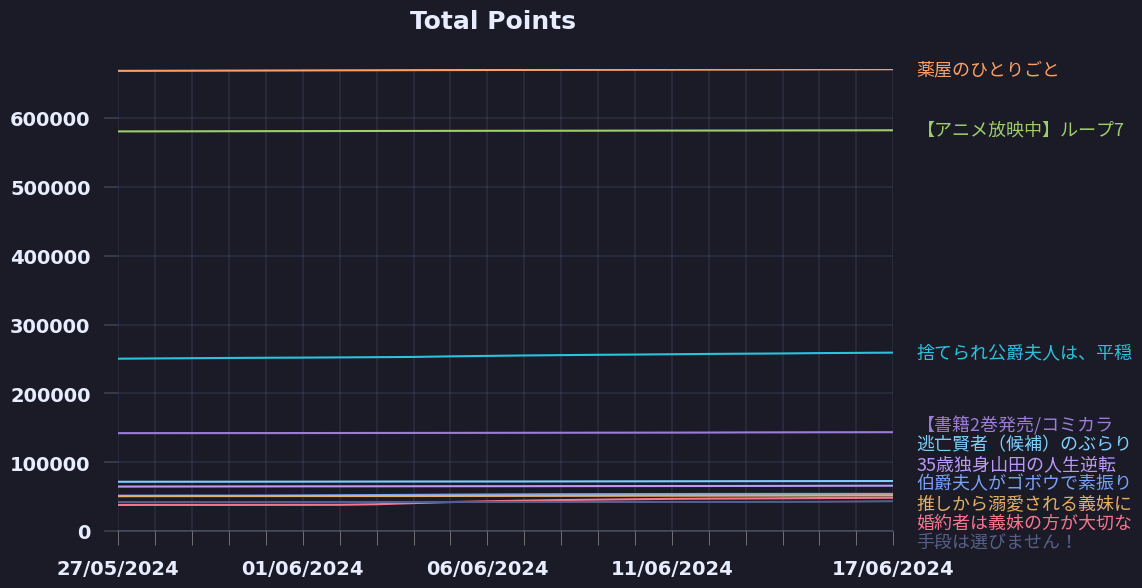 Total Points
薬屋のひとりごと
600000
【アニメ放映中】ループ7
500000
400000
300000
捨てられ公爵夫人は、平穏
200000
【書籍2巻発売/コミカラ
逃亡賢者（候補）のぶらり
100000
35歳独身山田の人生逆転
伯爵夫人がゴボウで素振り
推しから溺愛される義妹に
婚約者は義妹の方が大切な
0
手段は選びません！
27/05/2024 01/06/2024 06/06/2024 11/06/2024 17/06/2024